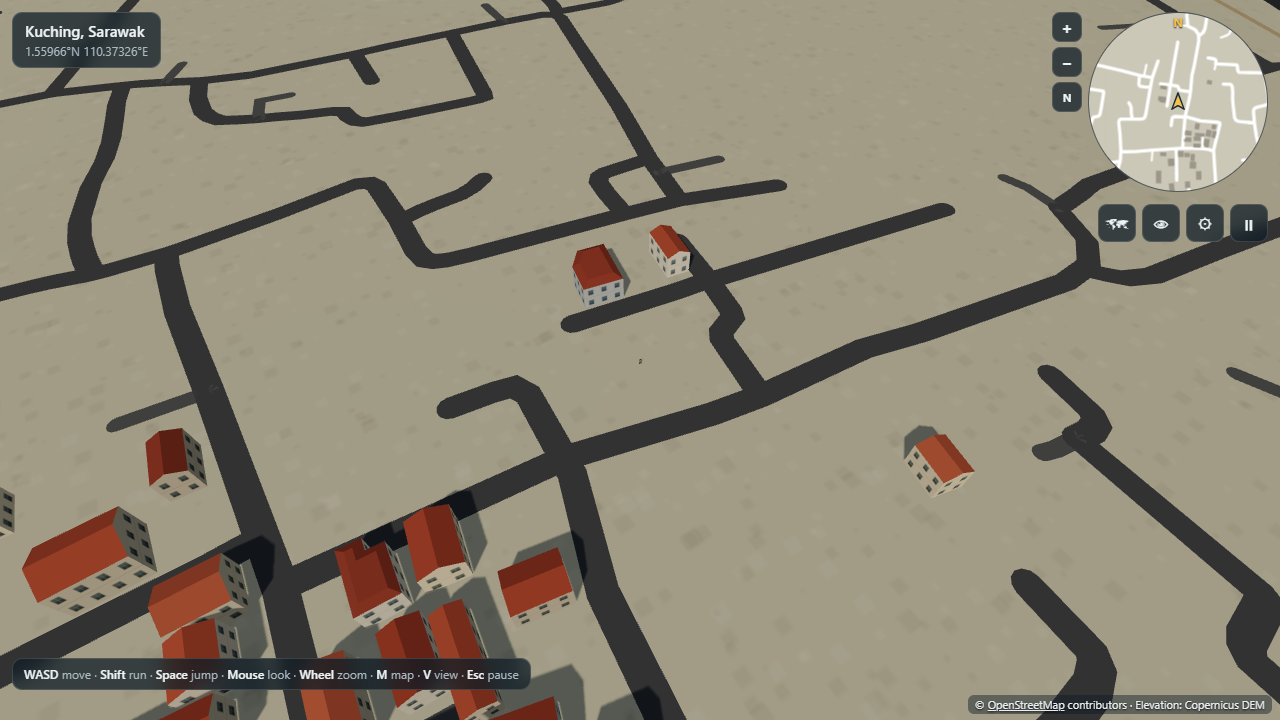 Kuching, Sarawak
1.55966°N 110.37326°E
+
−
N
N
WASD move · Shift run · Space jump · Mouse look · Wheel zoom · M map · V view · Esc pause
© OpenStreetMap contributors · Elevation: Copernicus DEM